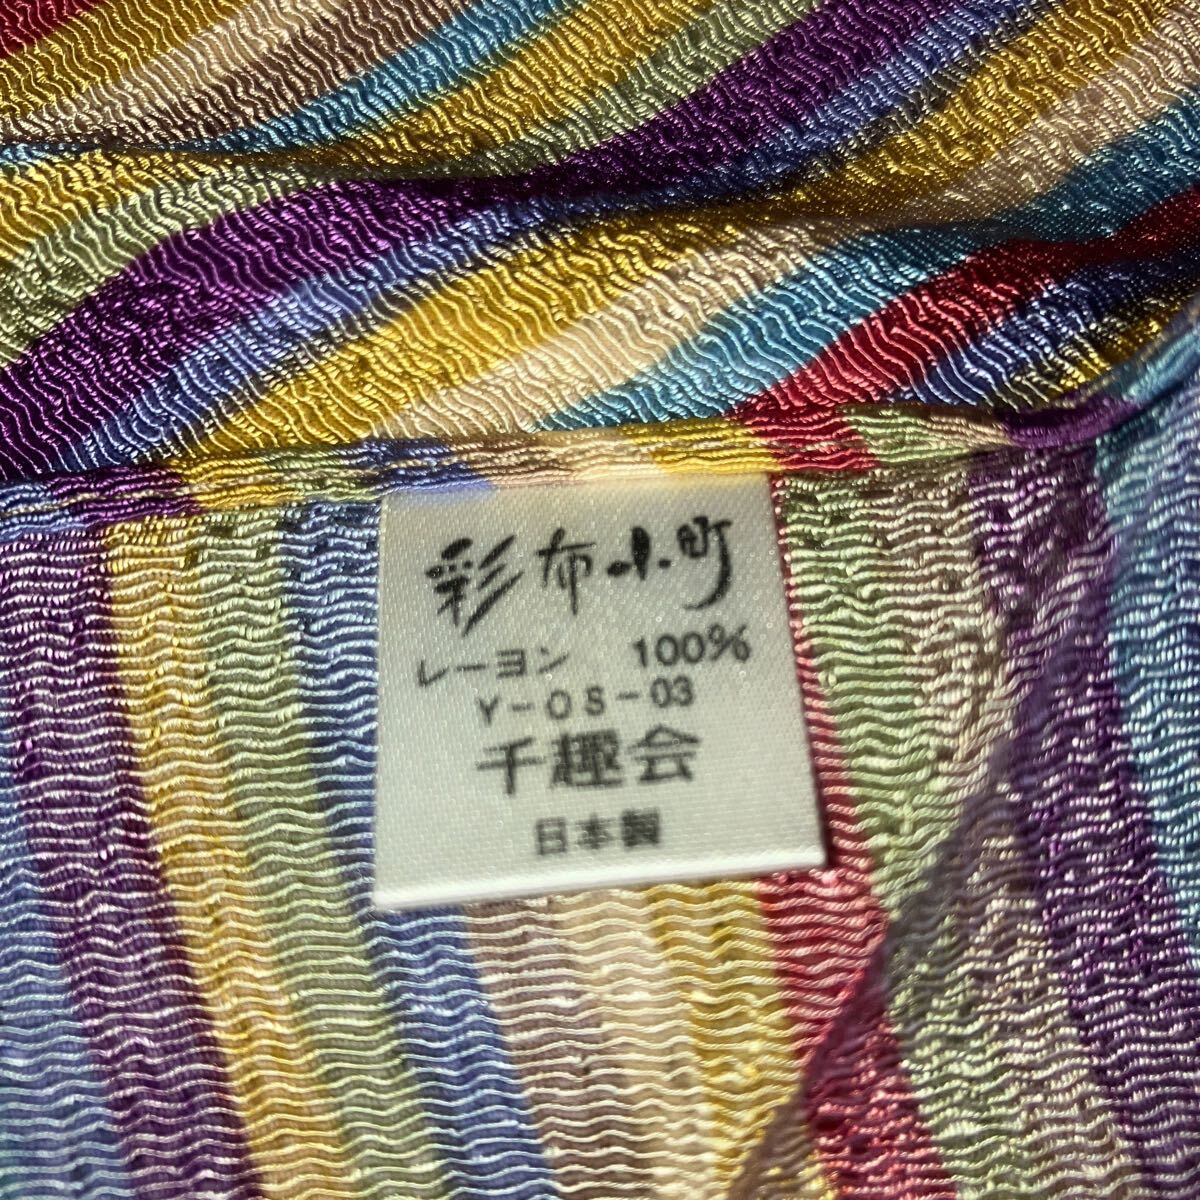 彩布小町
レーヨン 100%
Y-OS-03
千趣会
日本製